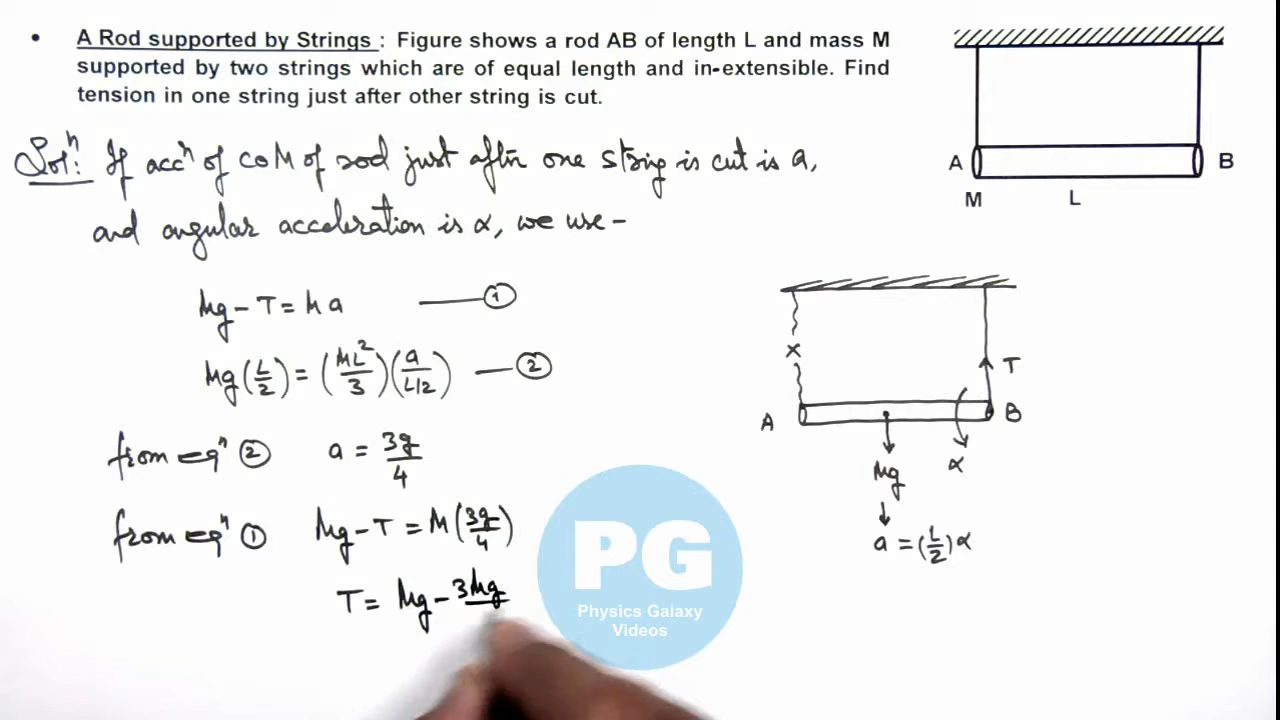 • A Rod supported by Strings : Figure shows a rod AB of length L and mass M
supported by two strings which are of equal length and in-extensible. Find
tension in one string just after other string is cut.
A B
M L
Solⁿ: If accⁿ of COM of rod just after one string is cut is a,
and angular acceleration is α, we use –
Mg – T = Ma —— ①
Mg(L/2) = (ML²/3)(a/(L/2)) —— ②
from eqⁿ ② a = 3g/4
from eqⁿ ① Mg – T = M(3g/4)
T = Mg – 3Mg
X T
A B
α
Mg
a = (L/2)α
PG
Physics Galaxy
Videos